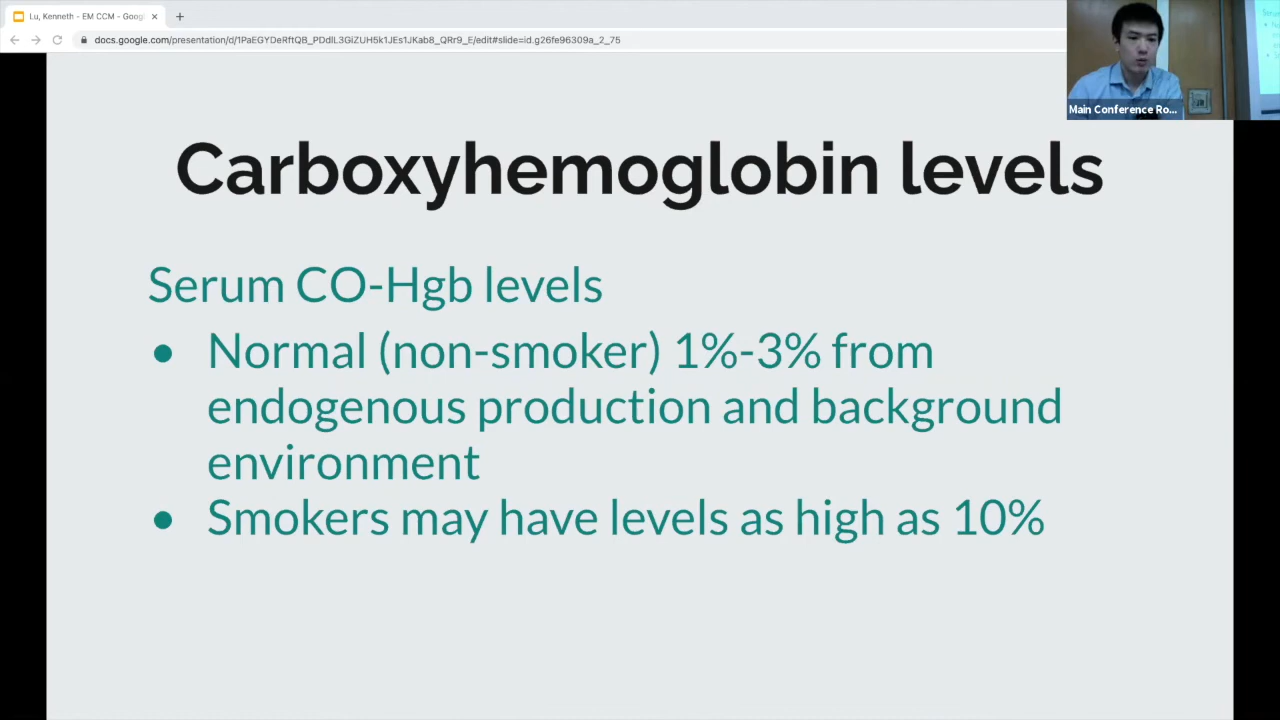 Lu, Kenneth - EM CCM - Googl
docs.google.com/presentation/d/1PaEGYDeRftQB_PDdlL3GiZUH5k1JEs1JKab8_QRr9_E/edit#slide=id.g26fe96309a_2_75
Main Conference Ro...
Carboxyhemoglobin levels
Serum CO-Hgb levels
● Normal (non-smoker) 1%-3% from
endogenous production and background
environment
● Smokers may have levels as high as 10%